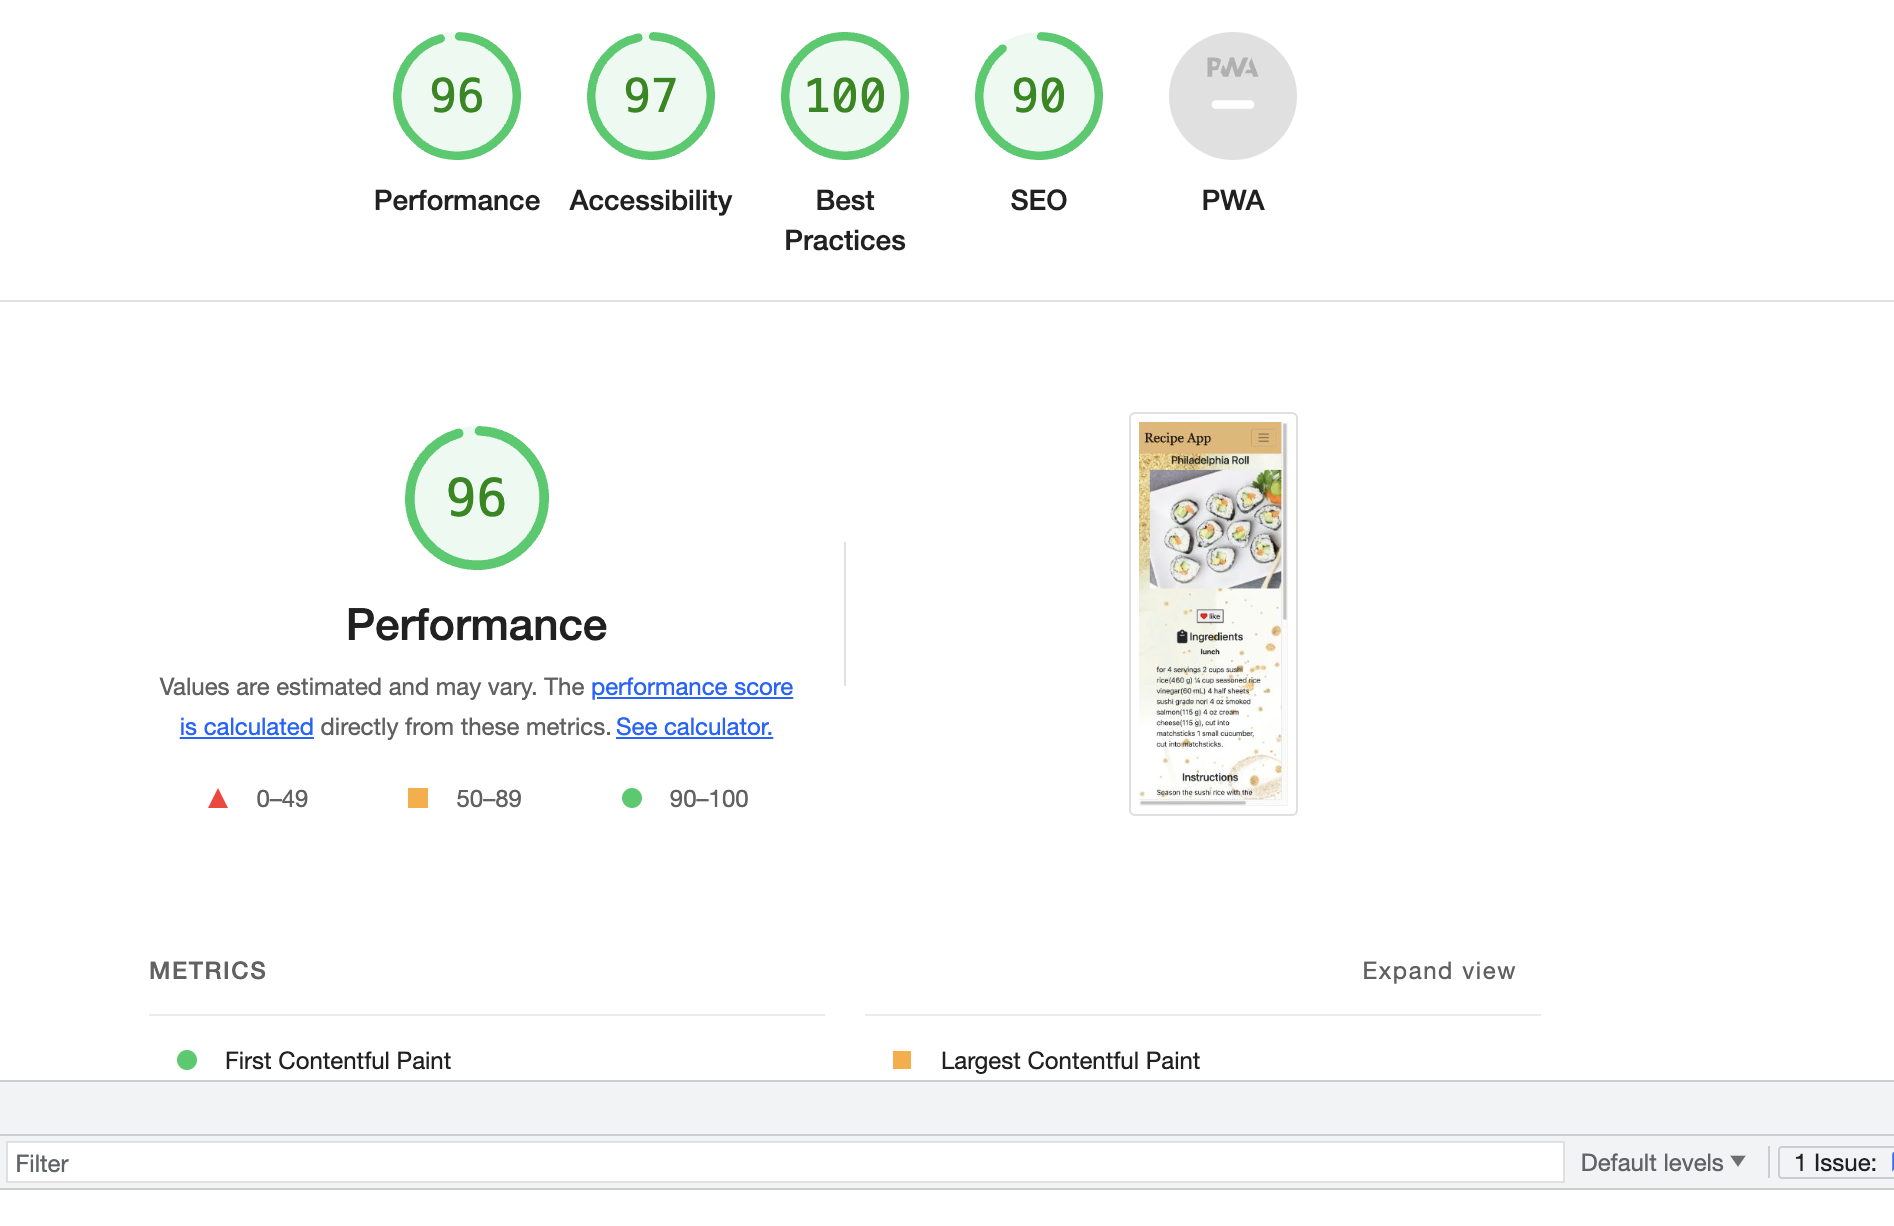 96
97
100
90
PWA
Performance
Accessibility
Best
Practices
SEO
PWA
96
Performance
Values are estimated and may vary. The performance score
is calculated directly from these metrics. See calculator.
0–49
50–89
90–100
Recipe App
Philadelphia Roll
like
Ingredients
lunch
for 4 servings 2 cups sushi
rice(460 g) ¼ cup seasoned rice
vinegar(60 mL) 4 half sheets
sushi grade nori 4 oz smoked
salmon(115 g) 4 oz cream
cheese(115 g), cut into
matchsticks 1 small cucumber,
cut into matchsticks.
Instructions
Season the sushi rice with the
METRICS
Expand view
First Contentful Paint
Largest Contentful Paint
Filter
Default levels
1 Issue: